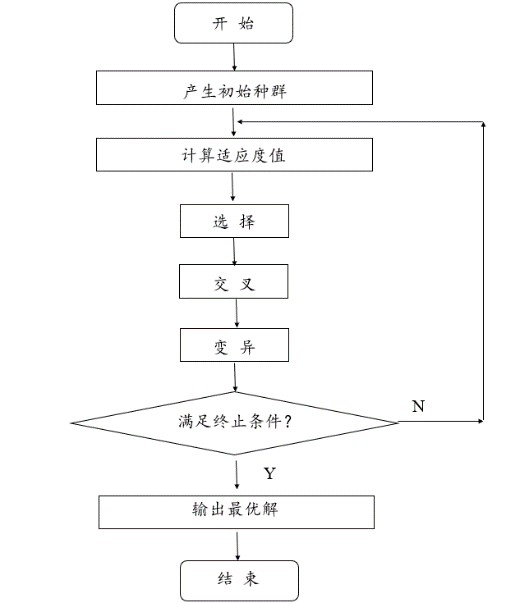 开 始
产生初始种群
计算适应度值
选 择
交 叉
变 异
满足终止条件?
N
Y
输出最优解
结 束